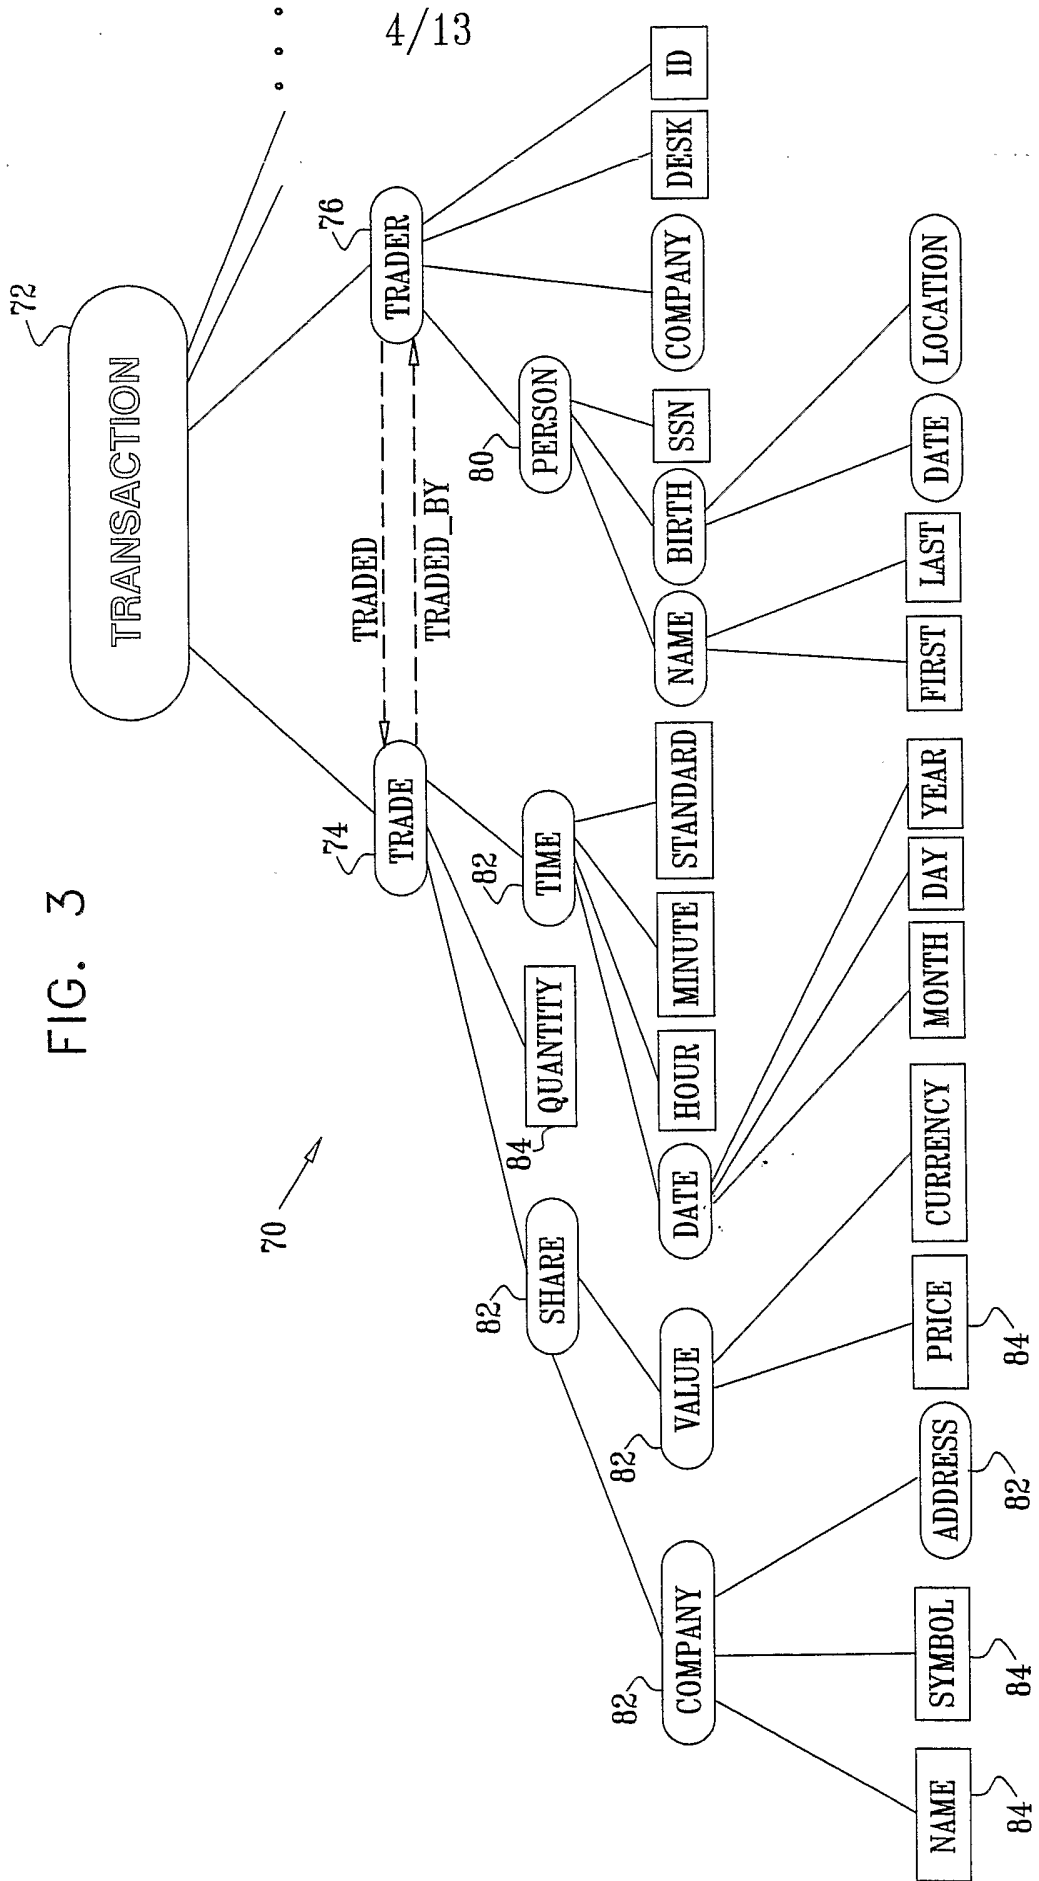 4/13
FIG. 3
70
72
TRANSACTION
74
TRADE
TRADED
TRADED_BY
76
TRADER
82
SHARE
84
QUANTITY
82
TIME
80
PERSON
82
COMPANY
82
VALUE
DATE
HOUR
MINUTE
STANDARD
NAME
BIRTH
SSN
COMPANY
DESK
ID
NAME
84
SYMBOL
84
ADDRESS
82
PRICE
84
CURRENCY
MONTH
DAY
YEAR
FIRST
LAST
DATE
LOCATION